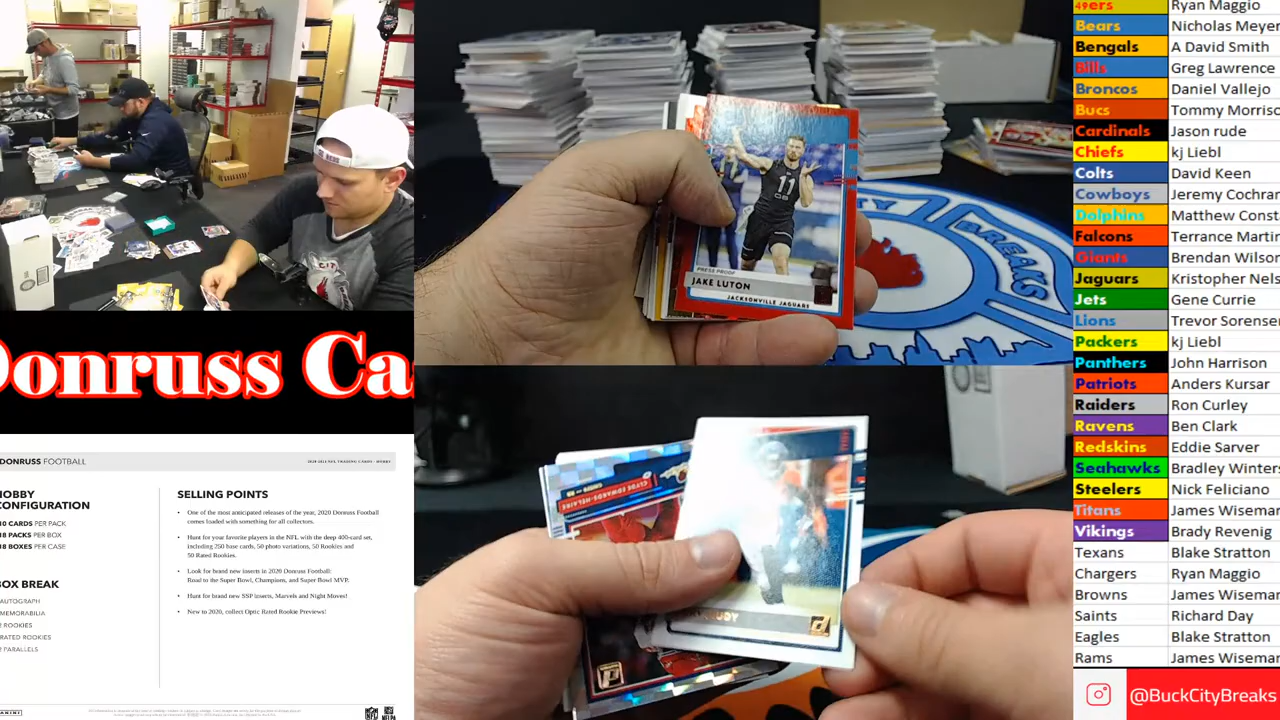 Donruss Ca
DONRUSS FOOTBALL
HOBBY
CONFIGURATION
10 CARDS PER PACK
18 PACKS PER BOX
18 BOXES PER CASE
BOX BREAK
AUTOGRAPH
MEMORABILIA
ROOKIES
RATED ROOKIES
PARALLELS
SELLING POINTS
• One of the most anticipated releases of the year, 2020 Donruss Football
comes loaded with something for all collectors.
• Hunt for your favorite players in the NFL with the deep 400-card set,
including 250 base cards, 50 photo variations, 50 Rookies and
50 Rated Rookies.
• Look for brand new inserts in 2020 Donruss Football:
Road to the Super Bowl, Champions, and Super Bowl MVP.
• Hunt for brand new SSP inserts, Marvels and Night Moves!
• New to 2020, collect Optic Rated Rookie Previews!
PANINI
11
PRESS PROOF
JAKE LUTON
JACKSONVILLE JAGUARS
BREAKS
CLYDE EDWARDS-HELAIRE
UDY
49ers Ryan Maggio
Bears Nicholas Meyer
Bengals A David Smith
Bills Greg Lawrence
Broncos Daniel Vallejo
Bucs Tommy Morriso
Cardinals Jason rude
Chiefs kj Liebl
Colts David Keen
Cowboys Jeremy Cochrar
Dolphins Matthew Const
Falcons Terrance Martin
Giants Brendan Wilson
Jaguars Kristopher Nels
Jets Gene Currie
Lions Trevor Sorensen
Packers kj Liebl
Panthers John Harrison
Patriots Anders Kursar
Raiders Ron Curley
Ravens Ben Clark
Redskins Eddie Sarver
Seahawks Bradley Winters
Steelers Nick Feliciano
Titans James Wiseman
Vikings Brady Revenig
Texans Blake Stratton
Chargers Ryan Maggio
Browns James Wiseman
Saints Richard Day
Eagles Blake Stratton
Rams James Wiseman
@BuckCityBreaks